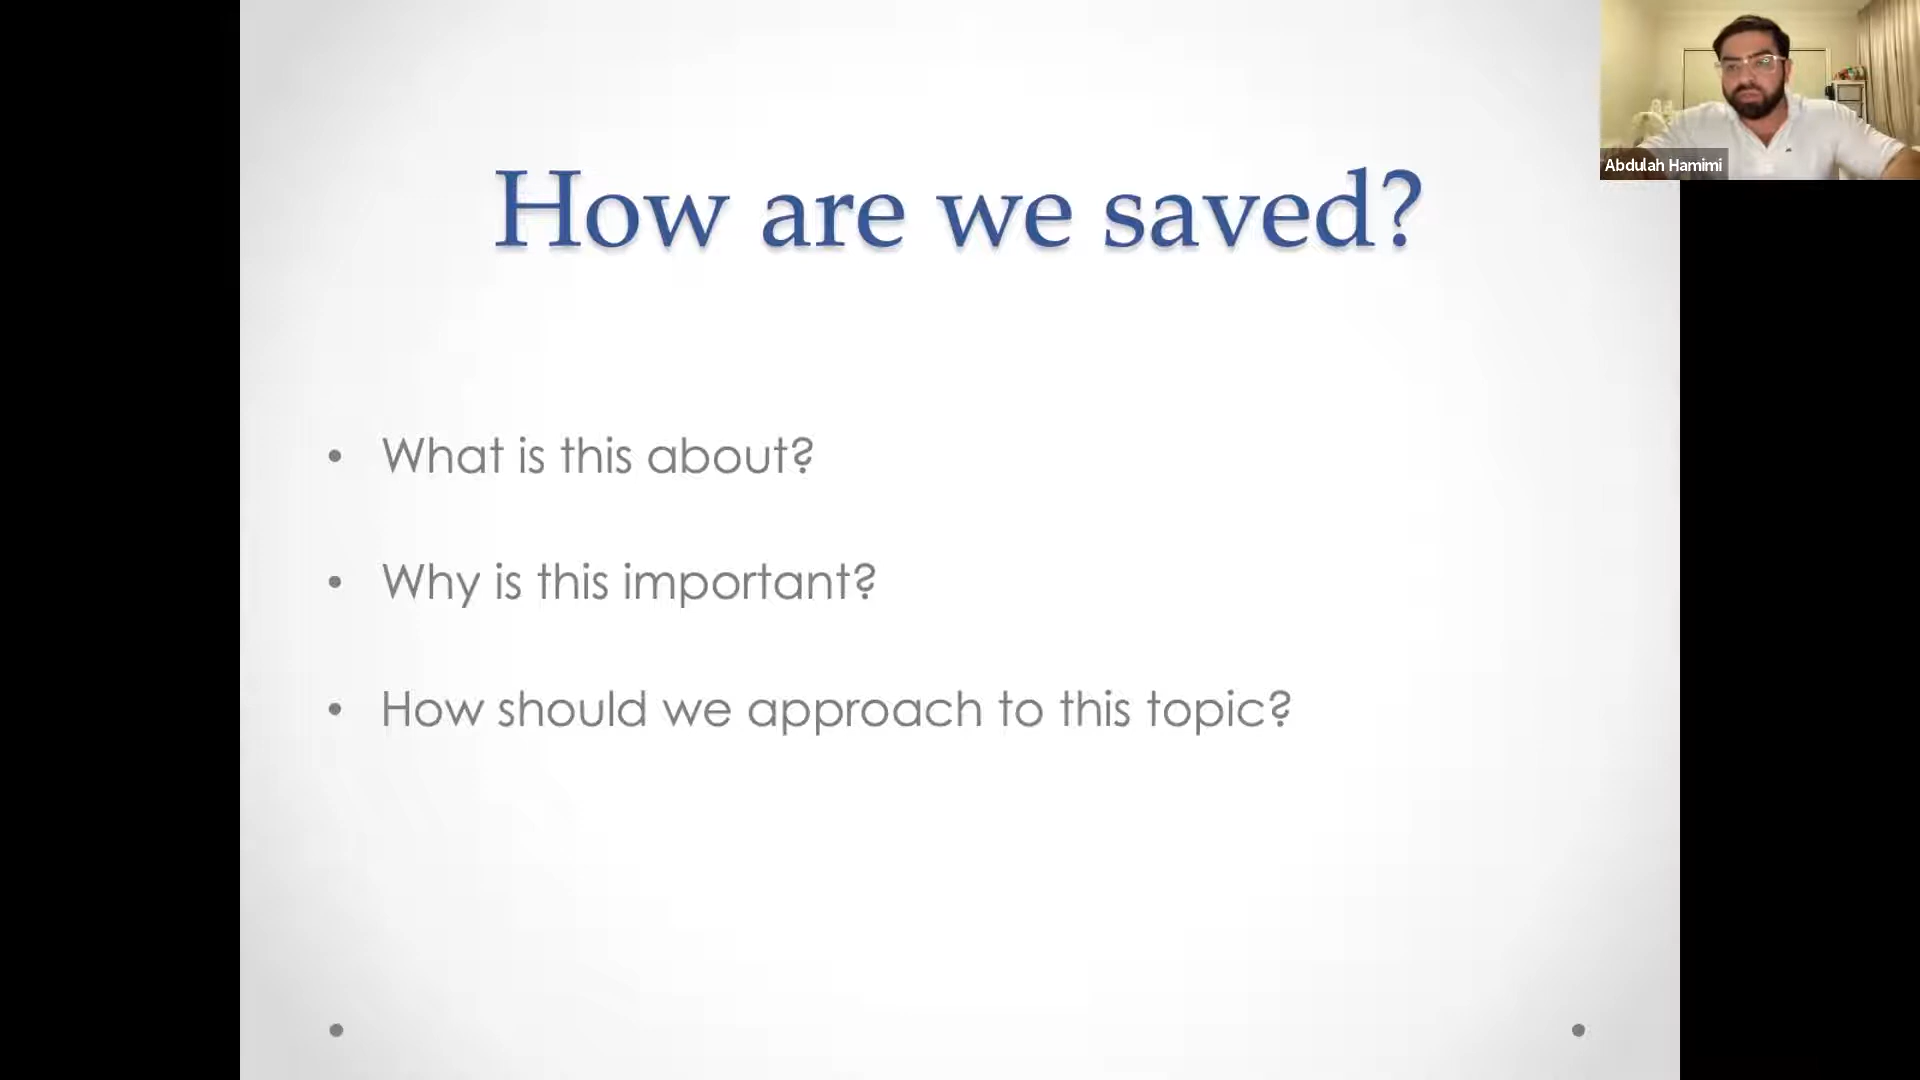 How are we saved?
• What is this about?
• Why is this important?
• How should we approach to this topic?
Abdulah Hamimi